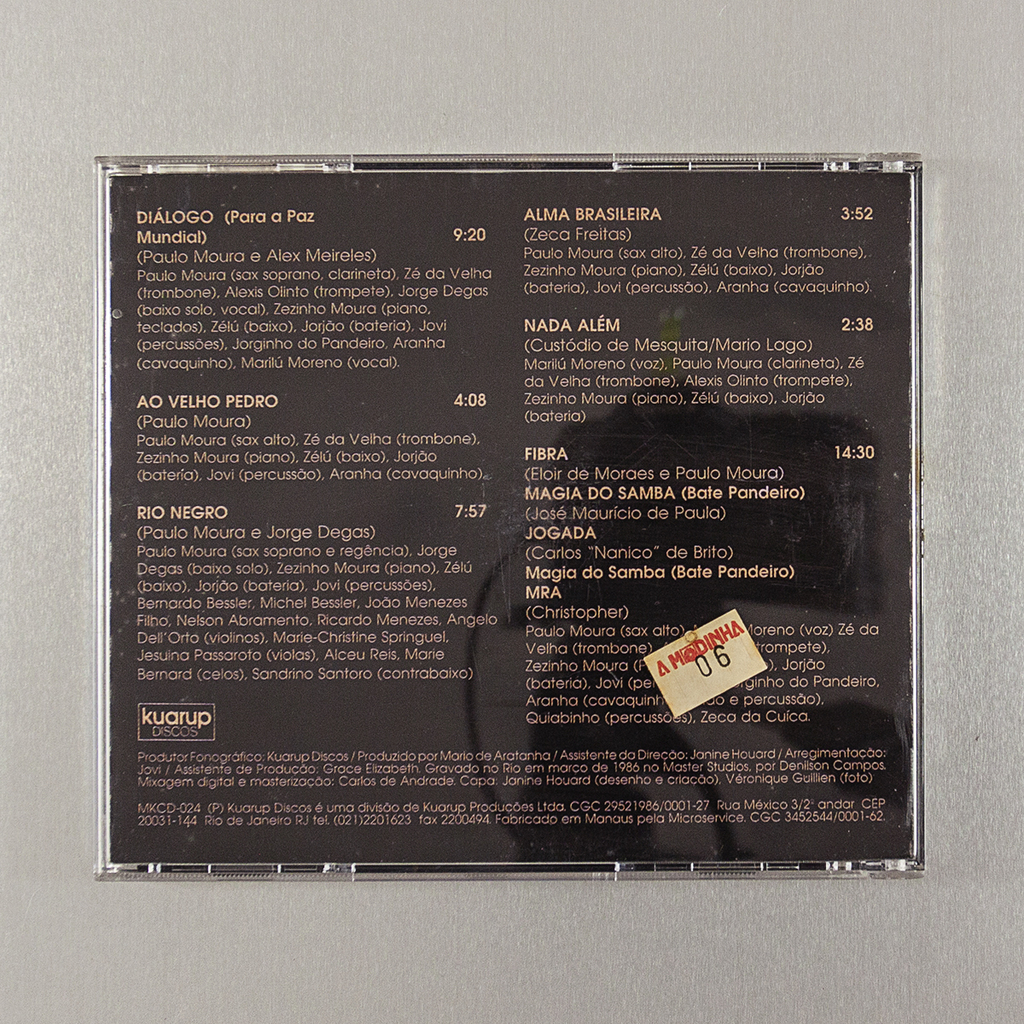 DIÁLOGO (Para a Paz
Mundial) 9:20
(Paulo Moura e Alex Meireles)
Paulo Moura (sax soprano, clarineta), Zé da Velha
(trombone), Alexis Olinto (trompete), Jorge Degas
(baixo solo, vocal), Zezinho Moura (piano,
teclados), Zélú (baixo), Jorjão (bateria), Jovi
(percussões), Jorginho do Pandeiro, Aranha
(cavaquinho), Marilú Moreno (vocal).
AO VELHO PEDRO 4:08
(Paulo Moura)
Paulo Moura (sax alto), Zé da Velha (trombone),
Zezinho Moura (piano), Zélú (baixo), Jorjão
(bateria), Jovi (percussão), Aranha (cavaquinho).
RIO NEGRO 7:57
(Paulo Moura e Jorge Degas)
Paulo Moura (sax soprano e regência), Jorge
Degas (baixo solo), Zezinho Moura (piano), Zélú
(baixo), Jorjão (bateria), Jovi (percussões),
Bernardo Bessler, Michel Bessler, João Menezes
Filho, Nelson Abramento, Ricardo Menezes, Angelo
Dell'Orto (violinos), Marie-Christine Springuel,
Jesuina Passaroto (violas), Alceu Reis, Marie
Bernard (celos), Sandrino Santoro (contrabaixo)
kuarup
DISCOS
ALMA BRASILEIRA 3:52
(Zeca Freitas)
Paulo Moura (sax alto), Zé da Velha (trombone),
Zezinho Moura (piano), Zélú (baixo), Jorjão
(bateria), Jovi (percussão), Aranha (cavaquinho).
NADA ALÉM 2:38
(Custódio de Mesquita/Mario Lago)
Marilú Moreno (voz), Paulo Moura (clarineta), Zé
da Velha (trombone), Alexis Olinto (trompete),
Zezinho Moura (piano), Zélú (baixo), Jorjão
(bateria)
FIBRA 14:30
(Eloir de Moraes e Paulo Moura)
MAGIA DO SAMBA (Bate Pandeiro)
(José Maurício de Paula)
JOGADA
(Carlos "Nanico" de Brito)
Magia do Samba (Bate Pandeiro)
MRA
(Christopher)
Paulo Moura (sax alto), Moreno (voz) Zé da
Velha (trombone), trompete),
Zezinho Moura Jorjão
(bateria), Jovi do Pandeiro,
Aranha (cavaquinho e percussão),
Quiabinho (percussões), Zeca da Cuíca.
A MODINHA
06
Produtor Fonográfico: Kuarup Discos / Produzido por Mario de Aratanha / Assistente da Direcão: Janine Houard / Arregimentação:
Jovi / Assistente de Producão: Grace Elizabeth. Gravado no Rio em marco de 1986 no Master Studios, por Denilson Campos.
Mixagem digital e masterização: Carlos de Andrade. Capa: Janine Houard (desenho e criação), Véronique Guillien (foto)
MKCD-024 (P) Kuarup Discos é uma divisão de Kuarup Producões Ltda. CGC 29521986/0001-27 Rua México 3/2º andar CEP
20031-144 Rio de Janeiro RJ tel. (021)2201623 fax 2200494. Fabricado em Manaus pela Microservice. CGC 3452544/0001-62.